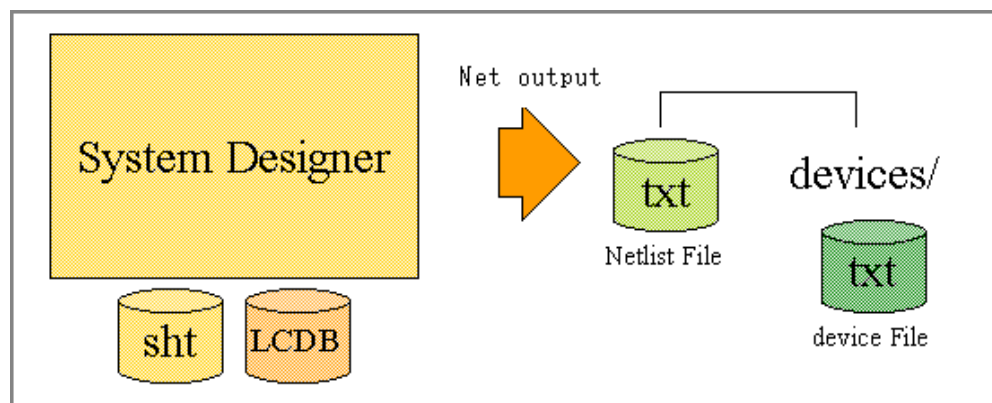 System Designer
sht
LCDB
Net output
txt
Netlist File
devices/
txt
device File